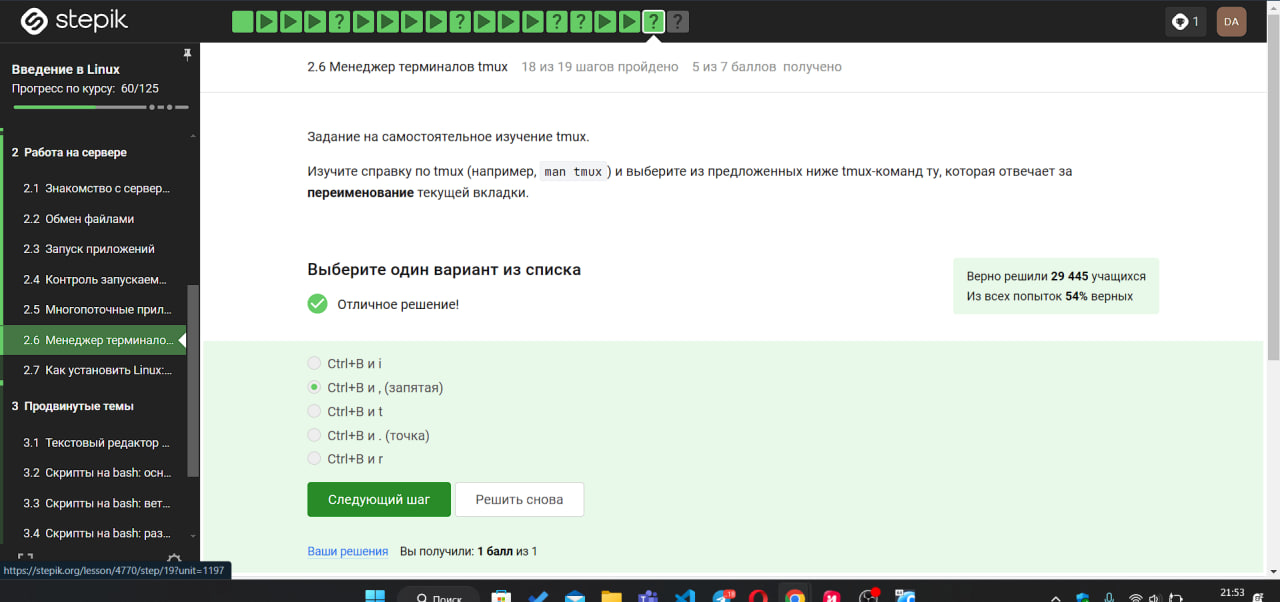 stepik
1
DA
Введение в Linux
Прогресс по курсу: 60/125
2 Работа на сервере
2.1 Знакомство с сервер...
2.2 Обмен файлами
2.3 Запуск приложений
2.4 Контроль запускаем...
2.5 Многопоточные прил...
2.6 Менеджер терминало...
2.7 Как установить Linux:...
3 Продвинутые темы
3.1 Текстовый редактор ...
3.2 Скрипты на bash: осн...
3.3 Скрипты на bash: вет...
3.4 Скрипты на bash: раз...
https://stepik.org/lesson/4770/step/19?unit=1197
2.6 Менеджер терминалов tmux 18 из 19 шагов пройдено 5 из 7 баллов получено
Задание на самостоятельное изучение tmux.
Изучите справку по tmux (например, man tmux ) и выберите из предложенных ниже tmux-команд ту, которая отвечает за
переименование текущей вкладки.
Выберите один вариант из списка
Отличное решение!
Верно решили 29 445 учащихся
Из всех попыток 54% верных
Ctrl+B и i
Ctrl+B и , (запятая)
Ctrl+B и t
Ctrl+B и . (точка)
Ctrl+B и r
Следующий шаг
Решить снова
Ваши решения Вы получили: 1 балл из 1
Поиск
21:53